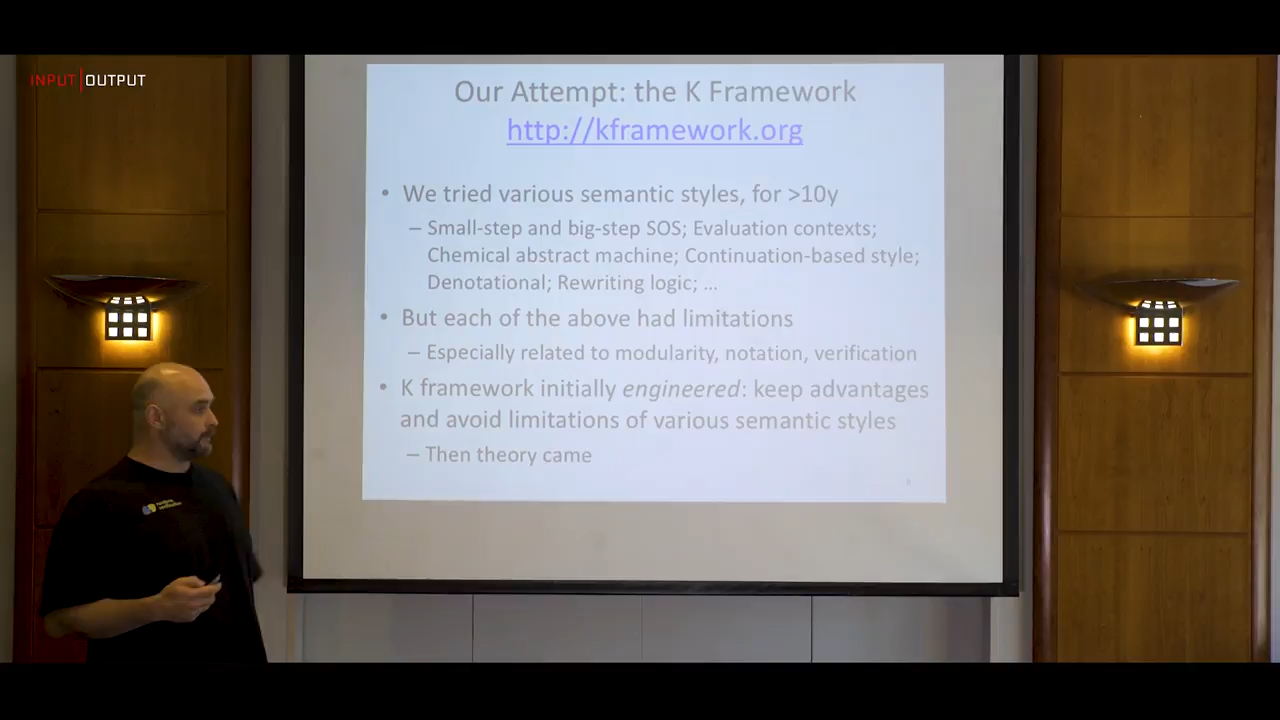 INPUT|OUTPUT
Our Attempt: the K Framework
http://kframework.org
• We tried various semantic styles, for >10y
– Small-step and big-step SOS; Evaluation contexts;
Chemical abstract machine; Continuation-based style;
Denotational; Rewriting logic; ...
• But each of the above had limitations
– Especially related to modularity, notation, verification
• K framework initially engineered: keep advantages
and avoid limitations of various semantic styles
– Then theory came